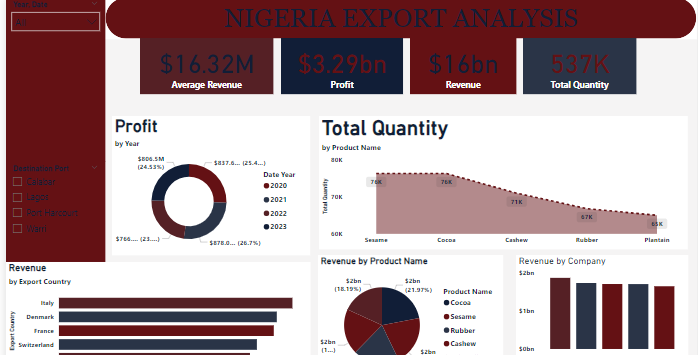 Year Date
All
NIGERIA EXPORT ANALYSIS
$16.32M
Average Revenue
$3.29bn
Profit
$16bn
Revenue
537K
Total Quantity
Destination Port
Calabar
Lagos
Port Harcourt
Warri
Profit
by Year
$806.5M
(24.53%)
$837.6... (25.4...)
$766.... (23....)
$878.0... (26.7%)
Date Year
2020
2021
2022
2023
Total Quantity
by Product Name
Total Quantity
80K
70K
60K
76K
76K
71K
67K
65K
Sesame
Cocoa
Cashew
Rubber
Plantain
Revenue
by Export Country
Export Country
Italy
Denmark
France
Switzerland
Revenue by Product Name
$2bn
(18.19%)
$2bn
(21.97%)
$2bn
(1...)
$2bn
Product Name
Cocoa
Sesame
Rubber
Cashew
Revenue by Company
$2bn
$1bn
$0bn